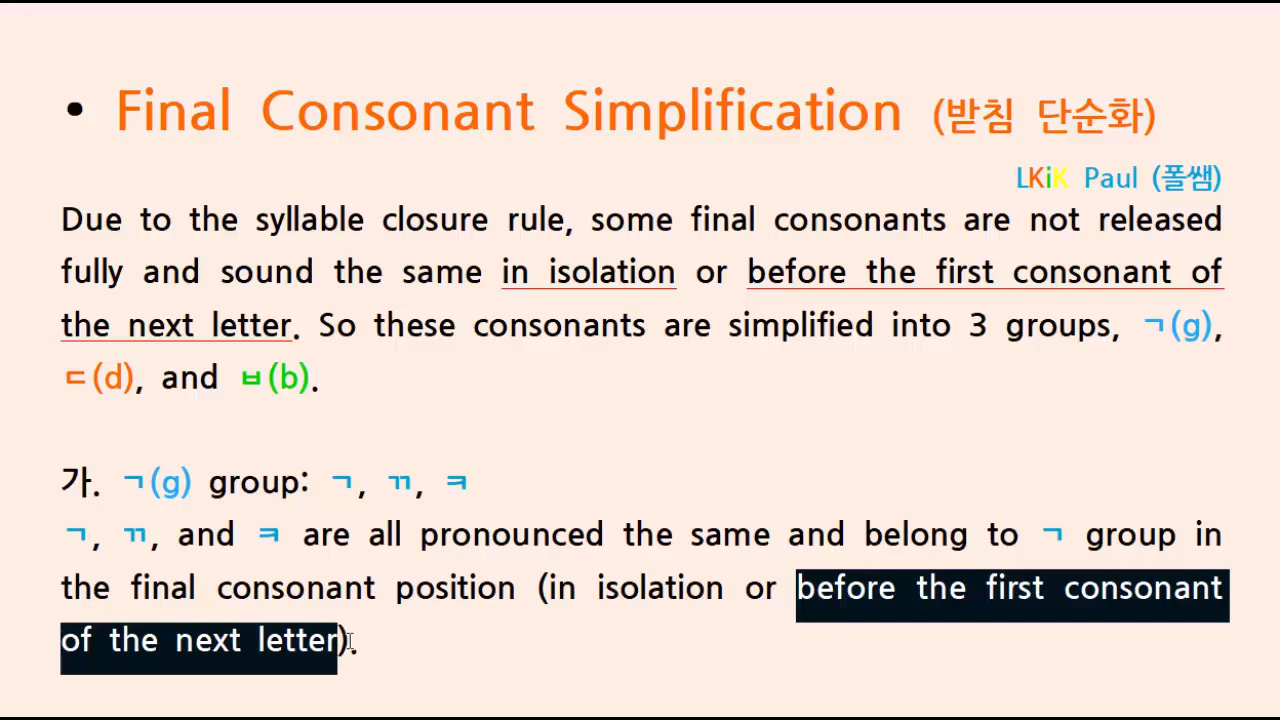 • Final Consonant Simplification (받침 단순화)
LKiK Paul (폴쌤)
Due to the syllable closure rule, some final consonants are not released
fully and sound the same in isolation or before the first consonant of
the next letter. So these consonants are simplified into 3 groups, ㄱ(g),
ㄷ(d), and ㅂ(b).
가. ㄱ(g) group: ㄱ, ㄲ, ㅋ
ㄱ, ㄲ, and ㅋ are all pronounced the same and belong to ㄱ group in
the final consonant position (in isolation or before the first consonant
of the next letter).